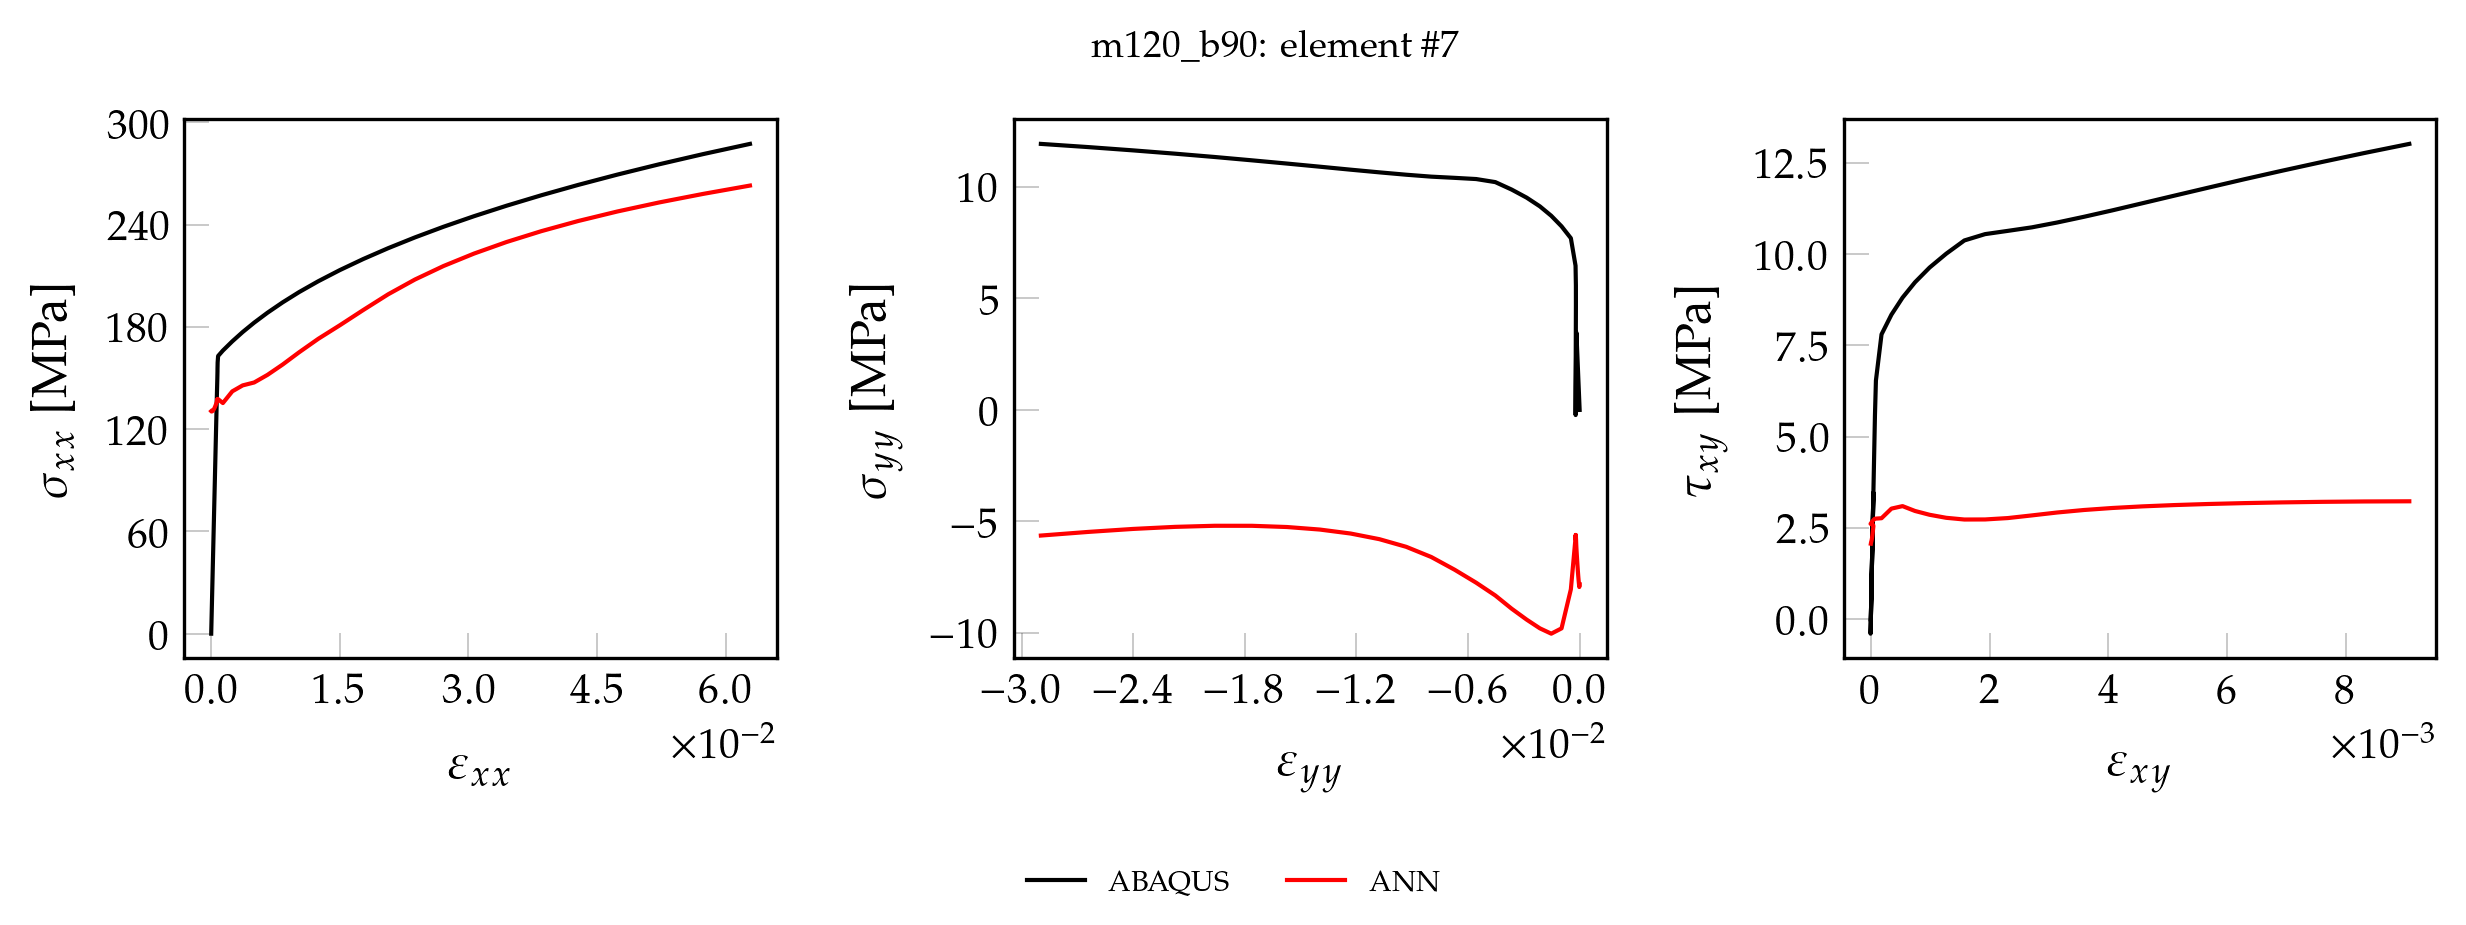 m120_b90: element #7
σxx [MPa]
300
240
180
120
60
0
0.0 1.5 3.0 4.5 6.0
×10−2
εxx
σyy [MPa]
10
5
0
−5
−10
−3.0 −2.4 −1.8 −1.2 −0.6 0.0
×10−2
εyy
τxy [MPa]
12.5
10.0
7.5
5.0
2.5
0.0
0 2 4 6 8
×10−3
εxy
ABAQUS ANN